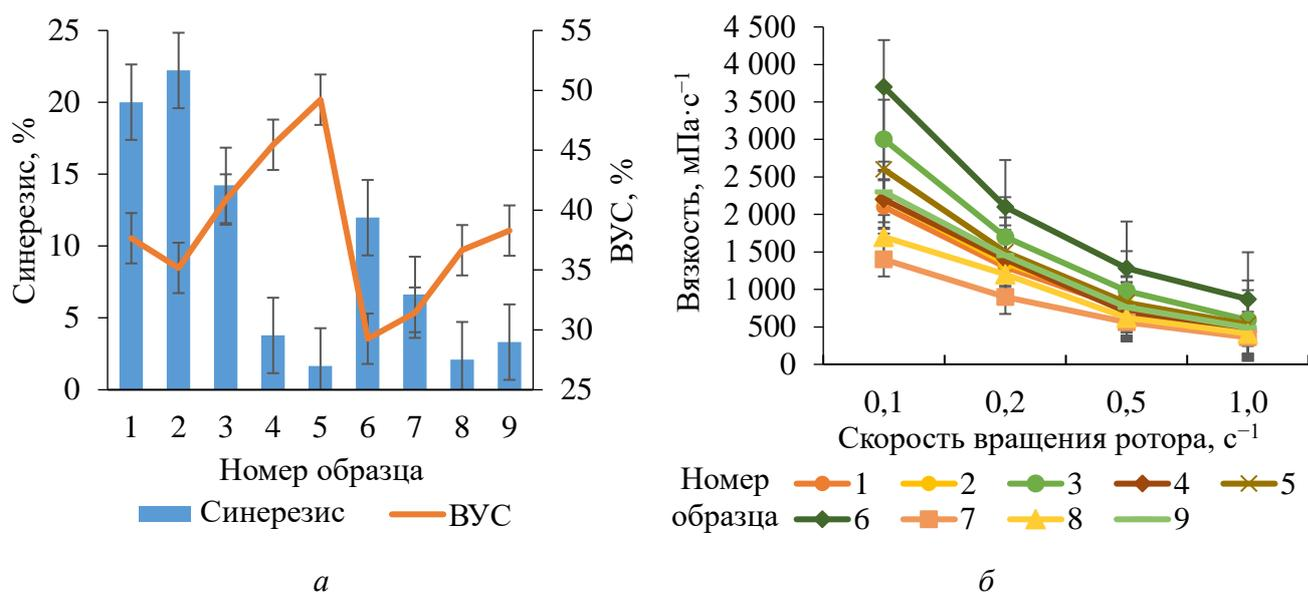 Синерезис, %
25
20
15
10
5
0
55
50
45
40
35
30
25
ВУС, %
1 2 3 4 5 6 7 8 9
Номер образца
Синерезис ВУС
а
Вязкость, мПа·с⁻¹
4 500
4 000
3 500
3 000
2 500
2 000
1 500
1 000
500
0
0,1 0,2 0,5 1,0
Скорость вращения ротора, с⁻¹
Номер 1 2 3 4 5
образца 6 7 8 9
б